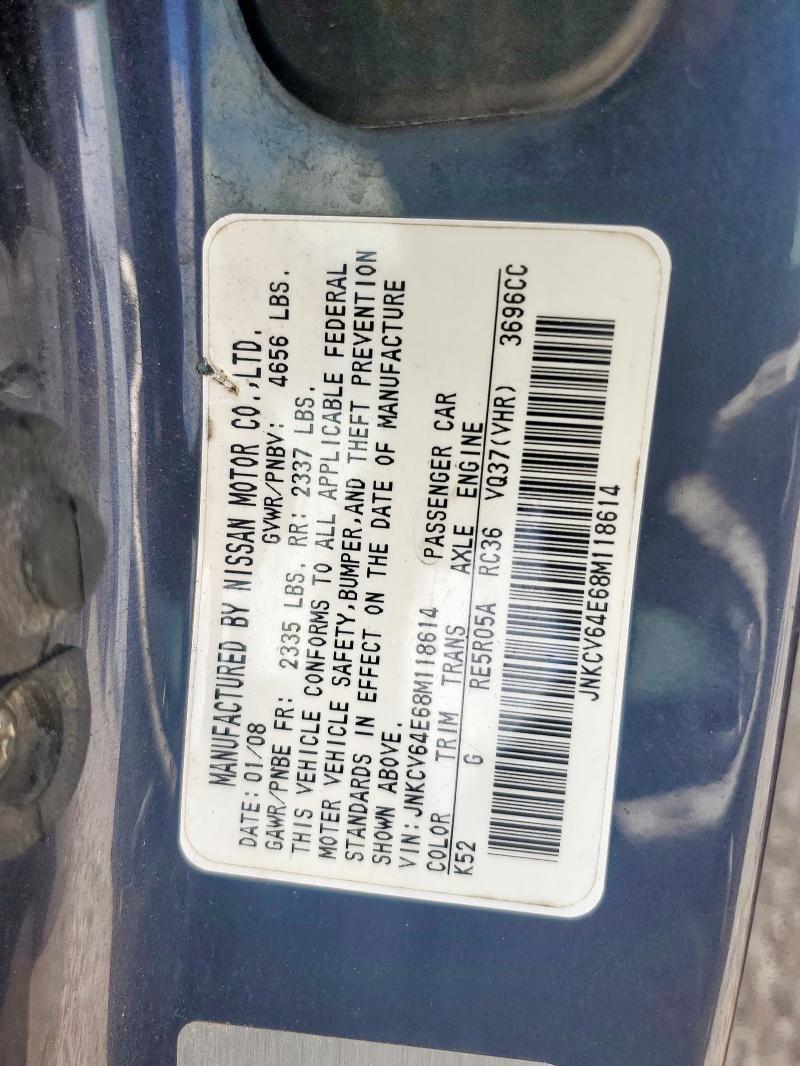 MANUFACTURED BY NISSAN MOTOR CO.,LTD.
DATE: 01/08 GVWR/PNBV: 4656 LBS.
GAWR/PNBE FR: 2335 LBS. RR: 2337 LBS.
THIS VEHICLE CONFORMS TO ALL APPLICABLE FEDERAL
MOTER VEHICLE SAFETY,BUMPER,AND THEFT PREVENTION
STANDARDS IN EFFECT ON THE DATE OF MANUFACTURE
SHOWN ABOVE.
VIN: JNKCV64E68M118614 PASSENGER CAR
COLOR TRIM TRANS AXLE ENGINE
K52 G RE5R05A RC36 VQ37(VHR) 3696CC
JNKCV64E68M118614